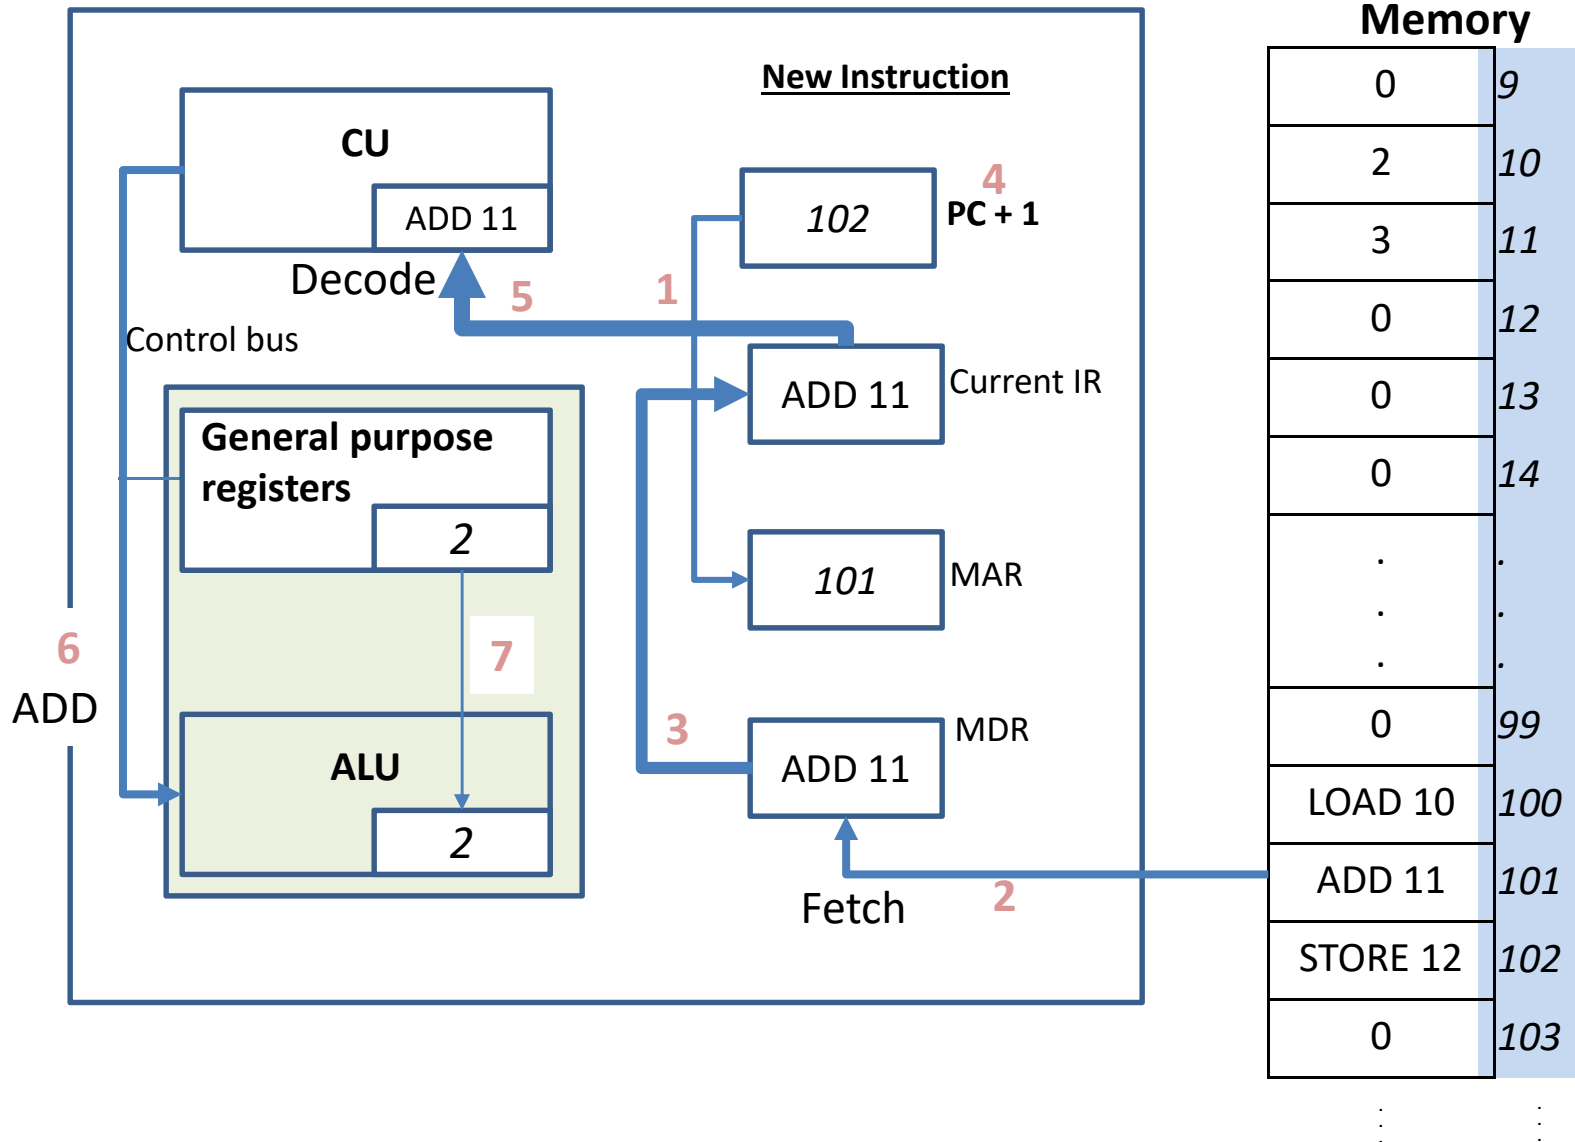 Memory
New Instruction
CU
ADD 11
Decode
Control bus
General purpose
registers
2
6
ADD
7
ALU
2
4
102
PC + 1
5
1
ADD 11
Current IR
101
MAR
3
MDR
ADD 11
Fetch
2
0 9
2 10
3 11
0 12
0 13
0 14
. .
. .
. .
0 99
LOAD 10 100
ADD 11 101
STORE 12 102
0 103
. .
. .
. .